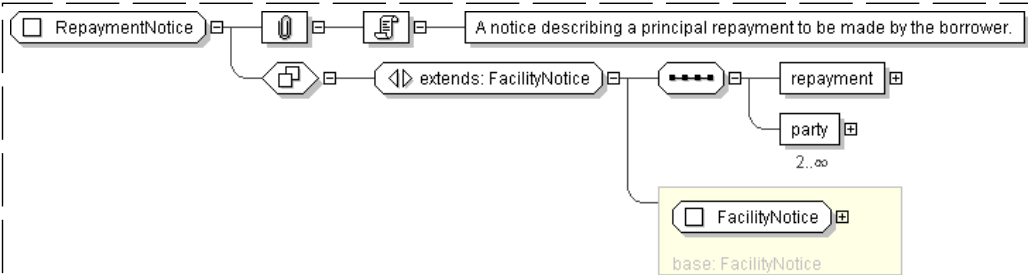 RepaymentNotice
A notice describing a principal repayment to be made by the borrower.
extends: FacilityNotice
repayment
party
2..∞
FacilityNotice
base: FacilityNotice